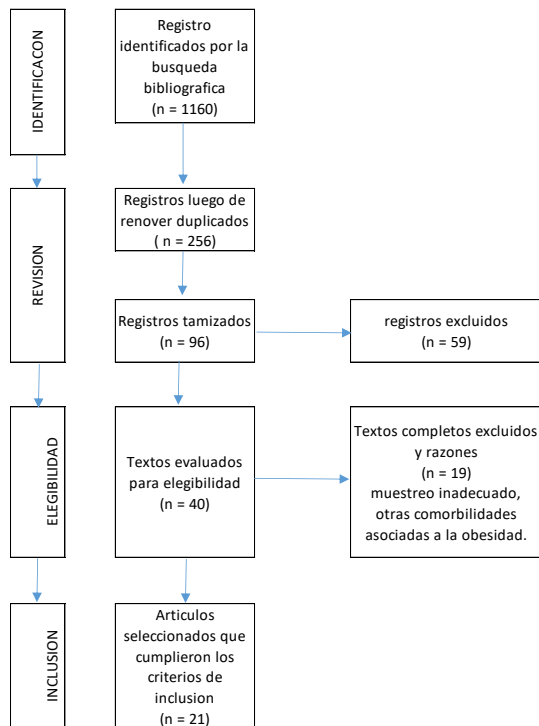 IDENTIFICACON
Registro
identificados por la
busqueda
bibliografica
(n = 1160)
REVISION
Registros luego de
renover duplicados
( n = 256)
Registros tamizados
(n = 96)
registros excluidos
(n = 59)
ELEGIBILIDAD
Textos evaluados
para elegibilidad
(n = 40)
Textos completos excluidos
y razones
(n = 19)
muestreo inadecuado,
otras comorbilidades
asociadas a la obesidad.
INCLUSION
Articulos
seleccionados que
cumplieron los
criterios de
inclusion
(n = 21)